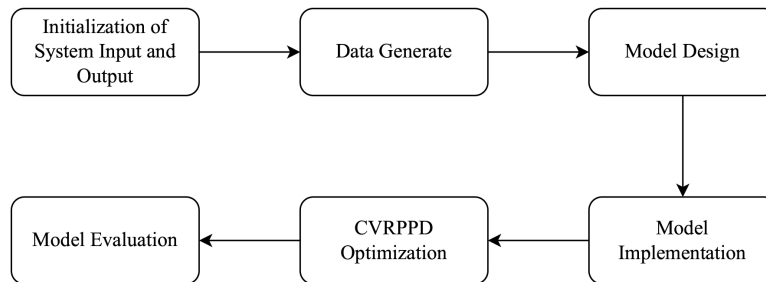 Initialization of
System Input and
Output
Data Generate
Model Design
Model
Implementation
CVRPPD
Optimization
Model Evaluation